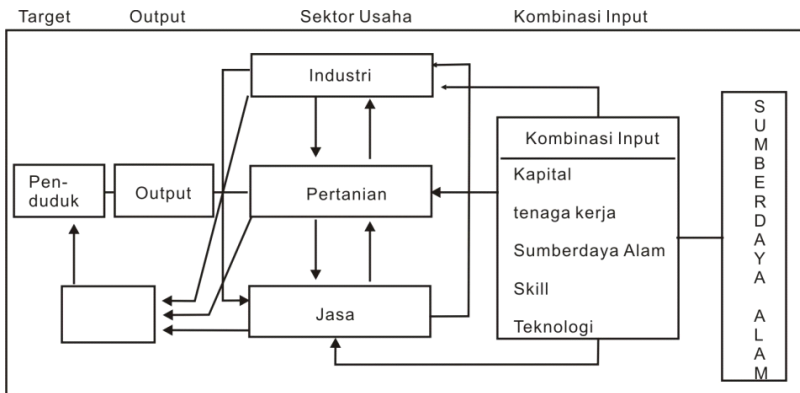 Target Output Sektor Usaha Kombinasi Input
Industri
Pen-
duduk
Output
Pertanian
Jasa
Kombinasi Input
Kapital
tenaga kerja
Sumberdaya Alam
Skill
Teknologi
S
U
M
B
E
R
D
A
Y
A
A
L
A
M